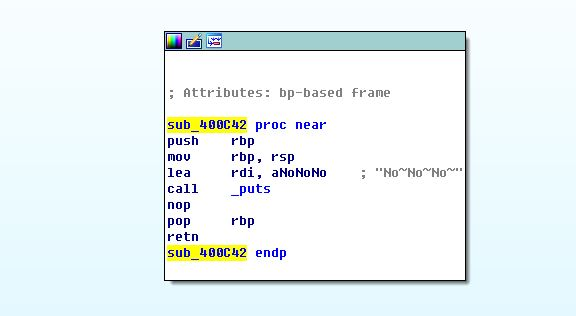 ; Attributes: bp-based frame
sub_400C42 proc near
push    rbp
mov     rbp, rsp
lea     rdi, aNoNoNo    ; "No~No~No~"
call    _puts
nop
pop     rbp
retn
sub_400C42 endp